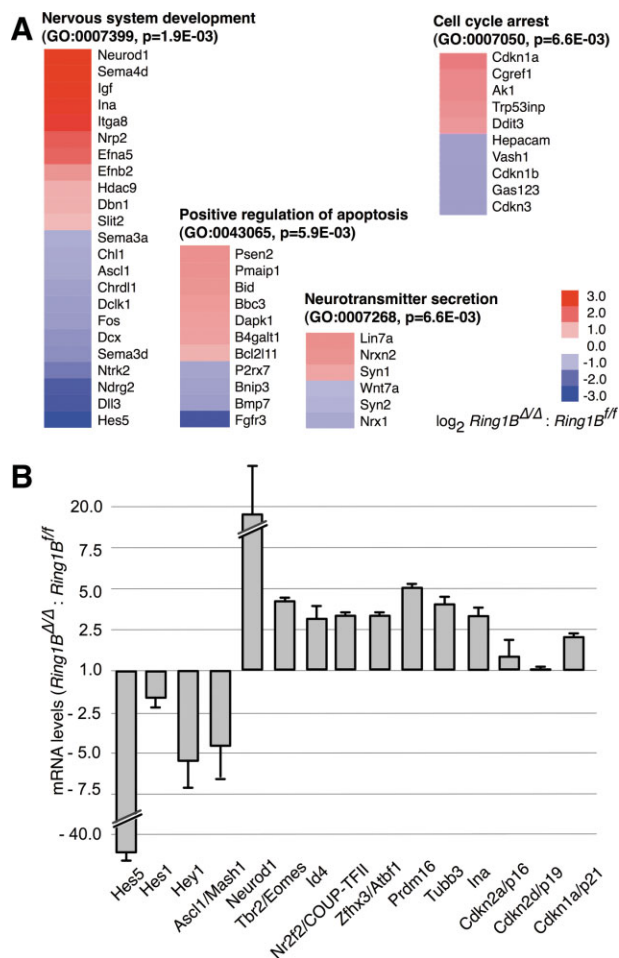 A
Nervous system development
(GO:0007399, p=1.9E-03)
Neurod1
Sema4d
Igf
Ina
Itga8
Nrp2
Efna5
Efnb2
Hdac9
Dbn1
Slit2
Sema3a
Chl1
Ascl1
Chrdl1
Dclk1
Fos
Dcx
Sema3d
Ntrk2
Ndrg2
Dll3
Hes5
Positive regulation of apoptosis
(GO:0043065, p=5.9E-03)
Psen2
Pmaip1
Bid
Bbc3
Dapk1
B4galt1
Bcl2l11
P2rx7
Bnip3
Bmp7
Fgfr3
Cell cycle arrest
(GO:0007050, p=6.6E-03)
Cdkn1a
Cgref1
Ak1
Trp53inp
Ddit3
Hepacam
Vash1
Cdkn1b
Gas123
Cdkn3
Neurotransmitter secretion
(GO:0007268, p=6.6E-03)
Lin7a
Nrxn2
Syn1
Wnt7a
Syn2
Nrx1
3.0
2.0
1.0
0.0
-1.0
-2.0
-3.0
log2 Ring1BΔ/Δ : Ring1Bf/f
B
mRNA levels (Ring1BΔ/Δ : Ring1Bf/f
20.0
7.5
5.0
2.5
1.0
- 2.5
- 5.0
- 7.5
- 40.0
Hes5
Hes1
Hey1
Ascl1/Mash1
Neurod1
Tbr2/Eomes
Id4
Nr2f2/COUP-TFII
Zfhx3/Atbf1
Prdm16
Tubb3
Ina
Cdkn2a/p16
Cdkn2d/p19
Cdkn1a/p21